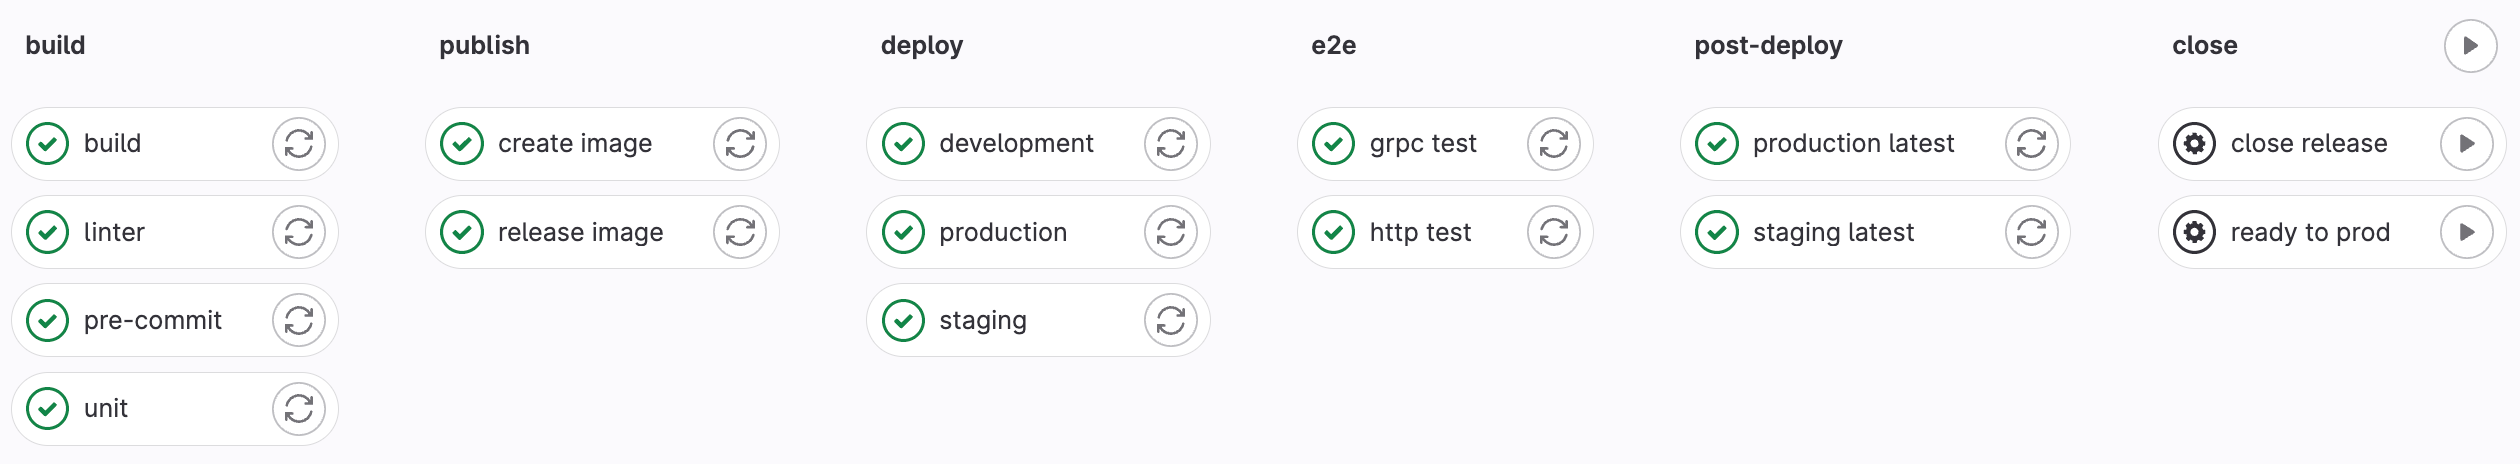 build
build
linter
pre-commit
unit
publish
create image
release image
deploy
development
production
staging
e2e
grpc test
http test
post-deploy
production latest
staging latest
close
close release
ready to prod